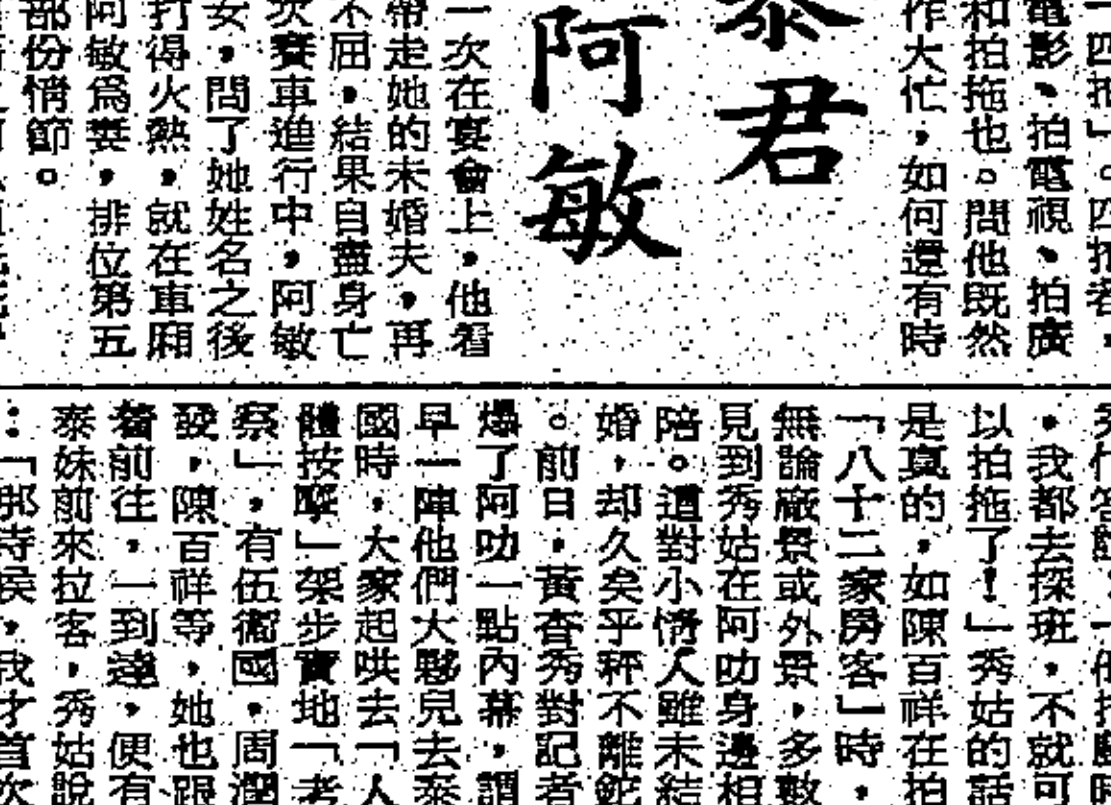 一四拍」。四拍者，
電影、拍電視、拍廣
和拍拖也。問他既然
作大忙，如何還有時
泰君
阿敏
一次在宴會上，他看
帶走她的未婚夫，再
不屈，結果自盡身亡
次賽車進行中，阿敏
女，問了她姓名之後
打得火熱，就在車廂
阿敏為妻，排位第五
部份情節。
，我都去探班，不就可
以拍拖了！」秀姑的話
是真的，如陳百祥在拍
「八十二家房客」時，
無論廠景或外景，多數
見到秀姑在阿叻身邊相
陪。這對小情人雖未結
婚，却久矣乎秤不離鉈
。前日，黃杏秀對記者
爆了阿叻一點內幕，謂
早一陣他們大夥兒去泰
國時，大家起哄去「人
體按摩」架步實地「考
察」，有伍衛國，周潤
發，陳百祥等，她也跟
着前往，一到達，便有
泰妹前來拉客，秀姑說
：「那時候，我才首次